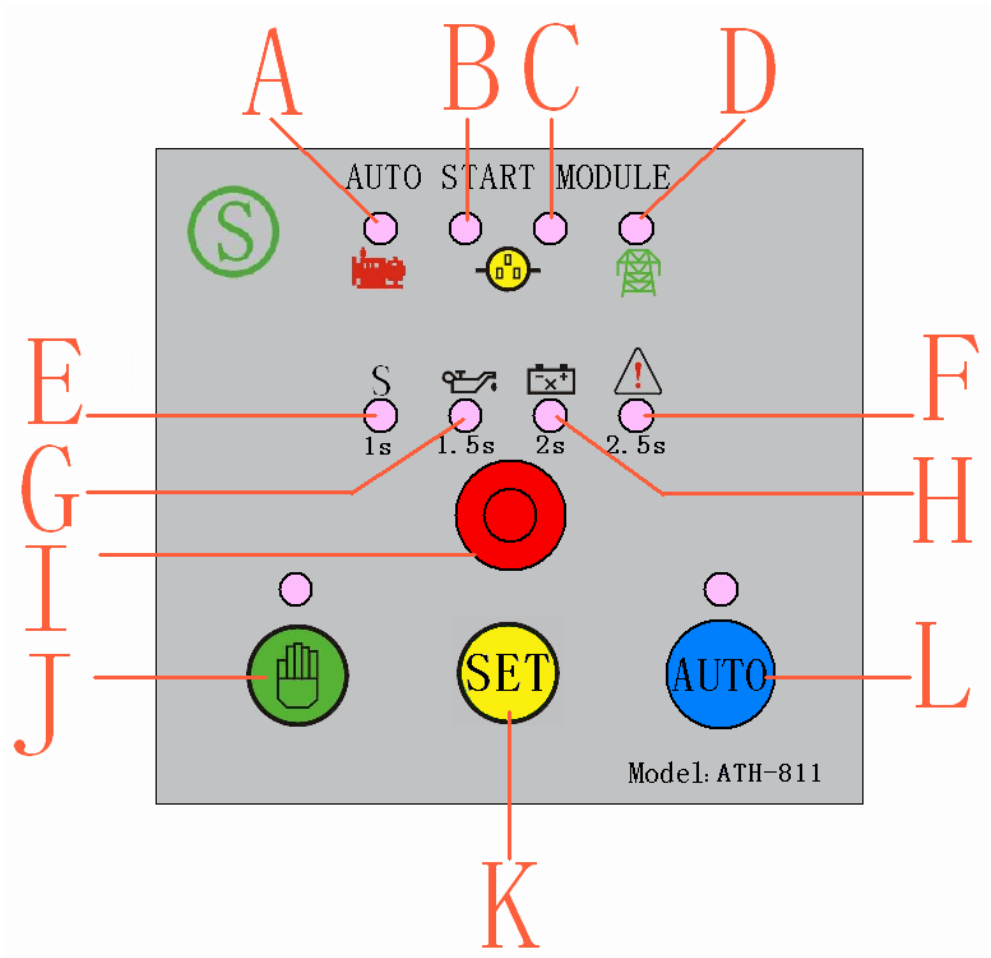 A B C D
AUTO START MODULE
S
E S F
1s 1.5s 2s 2.5s
G H
I
J SET AUTO L
Model: ATH-811
K